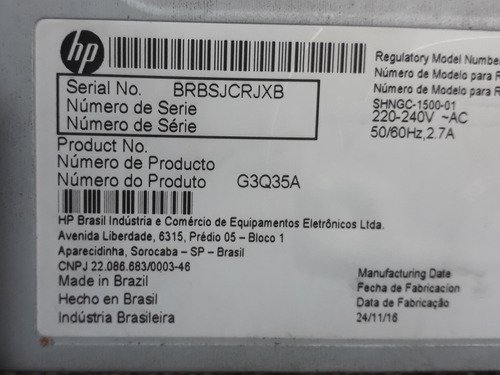 hp
Regulatory Model Number
Número de Modelo para R
Número de Modelo para R
SHNGC-1500-01
220-240V ~AC
50/60Hz, 2.7A
Serial No. BRBSJCRJXB
Número de Serie
Número de Série
Product No.
Número de Producto
Número do Produto G3Q35A
HP Brasil Indústria e Comércio de Equipamentos Eletrônicos Ltda.
Avenida Liberdade, 6315, Prédio 05 – Bloco 1
Aparecidinha, Sorocaba – SP – Brasil
CNPJ 22.086.683/0003-46
Made in Brazil
Hecho en Brasil
Indústria Brasileira
Manufacturing Date
Fecha de Fabricacion
Data de Fabricação
24/11/16